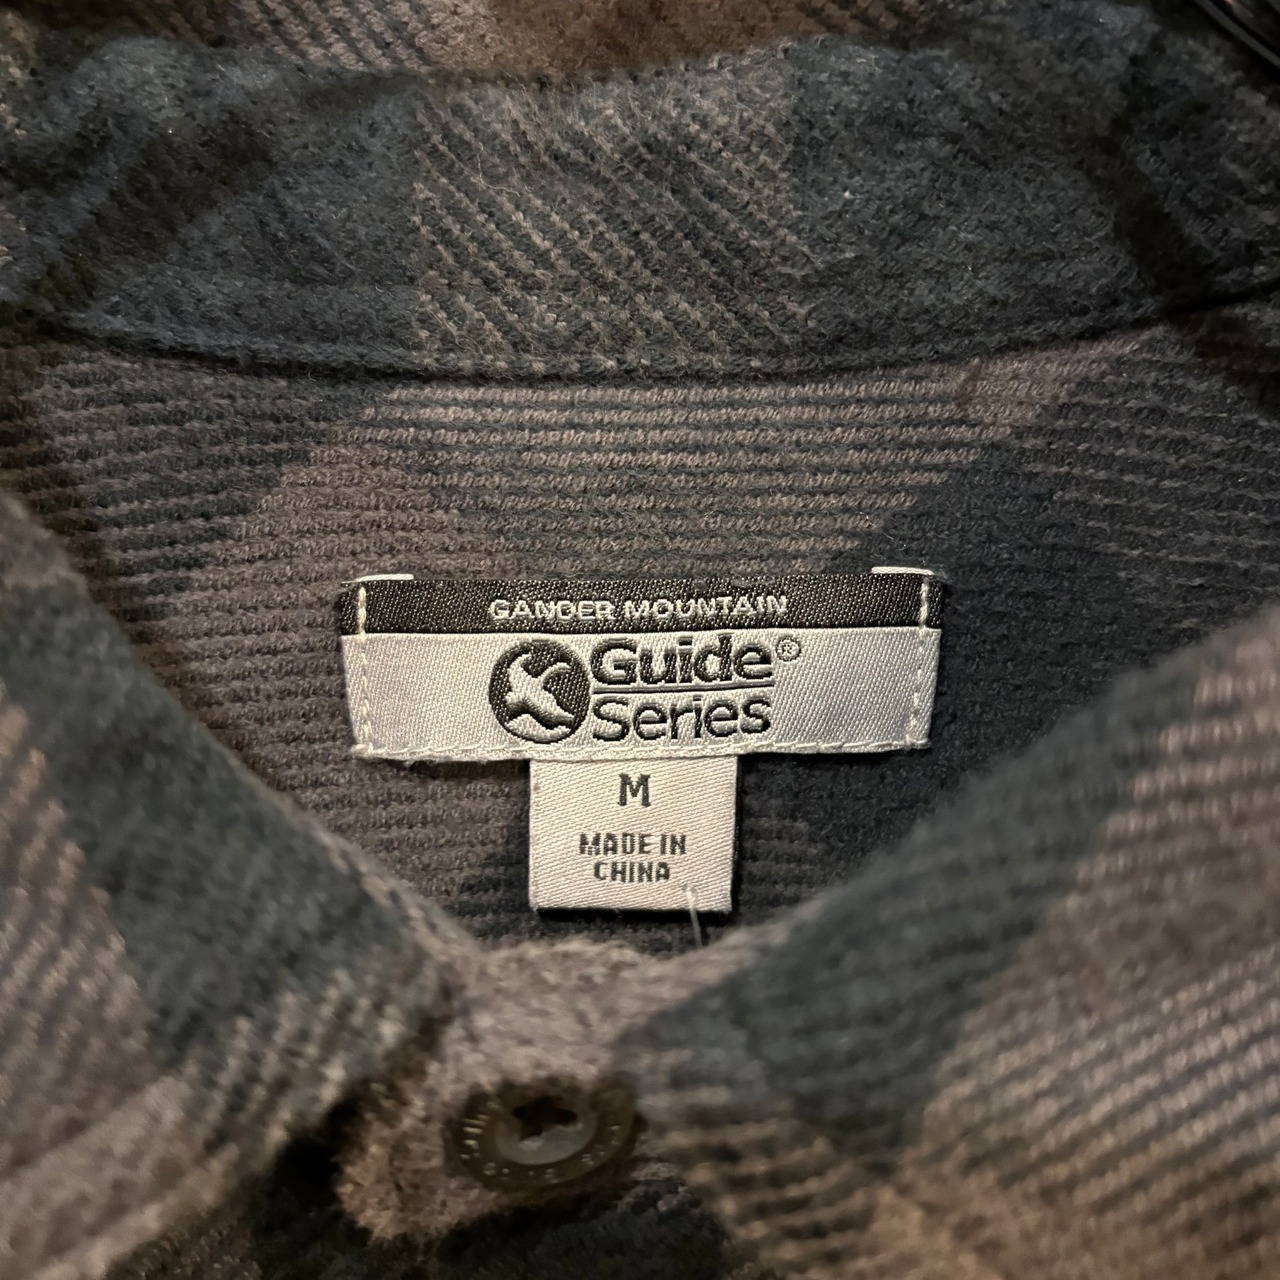 GANDER MOUNTAIN
Guide®
Series
M
MADE IN
CHINA